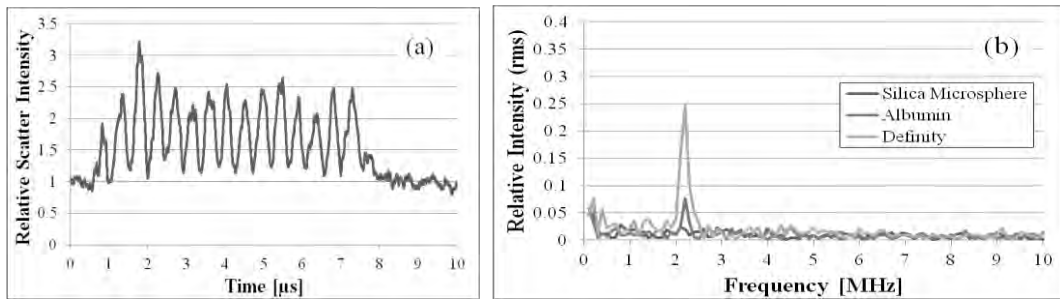 (a)
Relative Scatter Intensity
3.5
3
2.5
2
1.5
1
0.5
0
0 1 2 3 4 5 6 7 8 9 10
Time [µs]
(b)
Relative Intensity (rms)
0.4
0.35
0.3
0.25
0.2
0.15
0.1
0.05
0
Silica Microsphere
Albumin
Definity
0 1 2 3 4 5 6 7 8 9 10
Frequency [MHz]